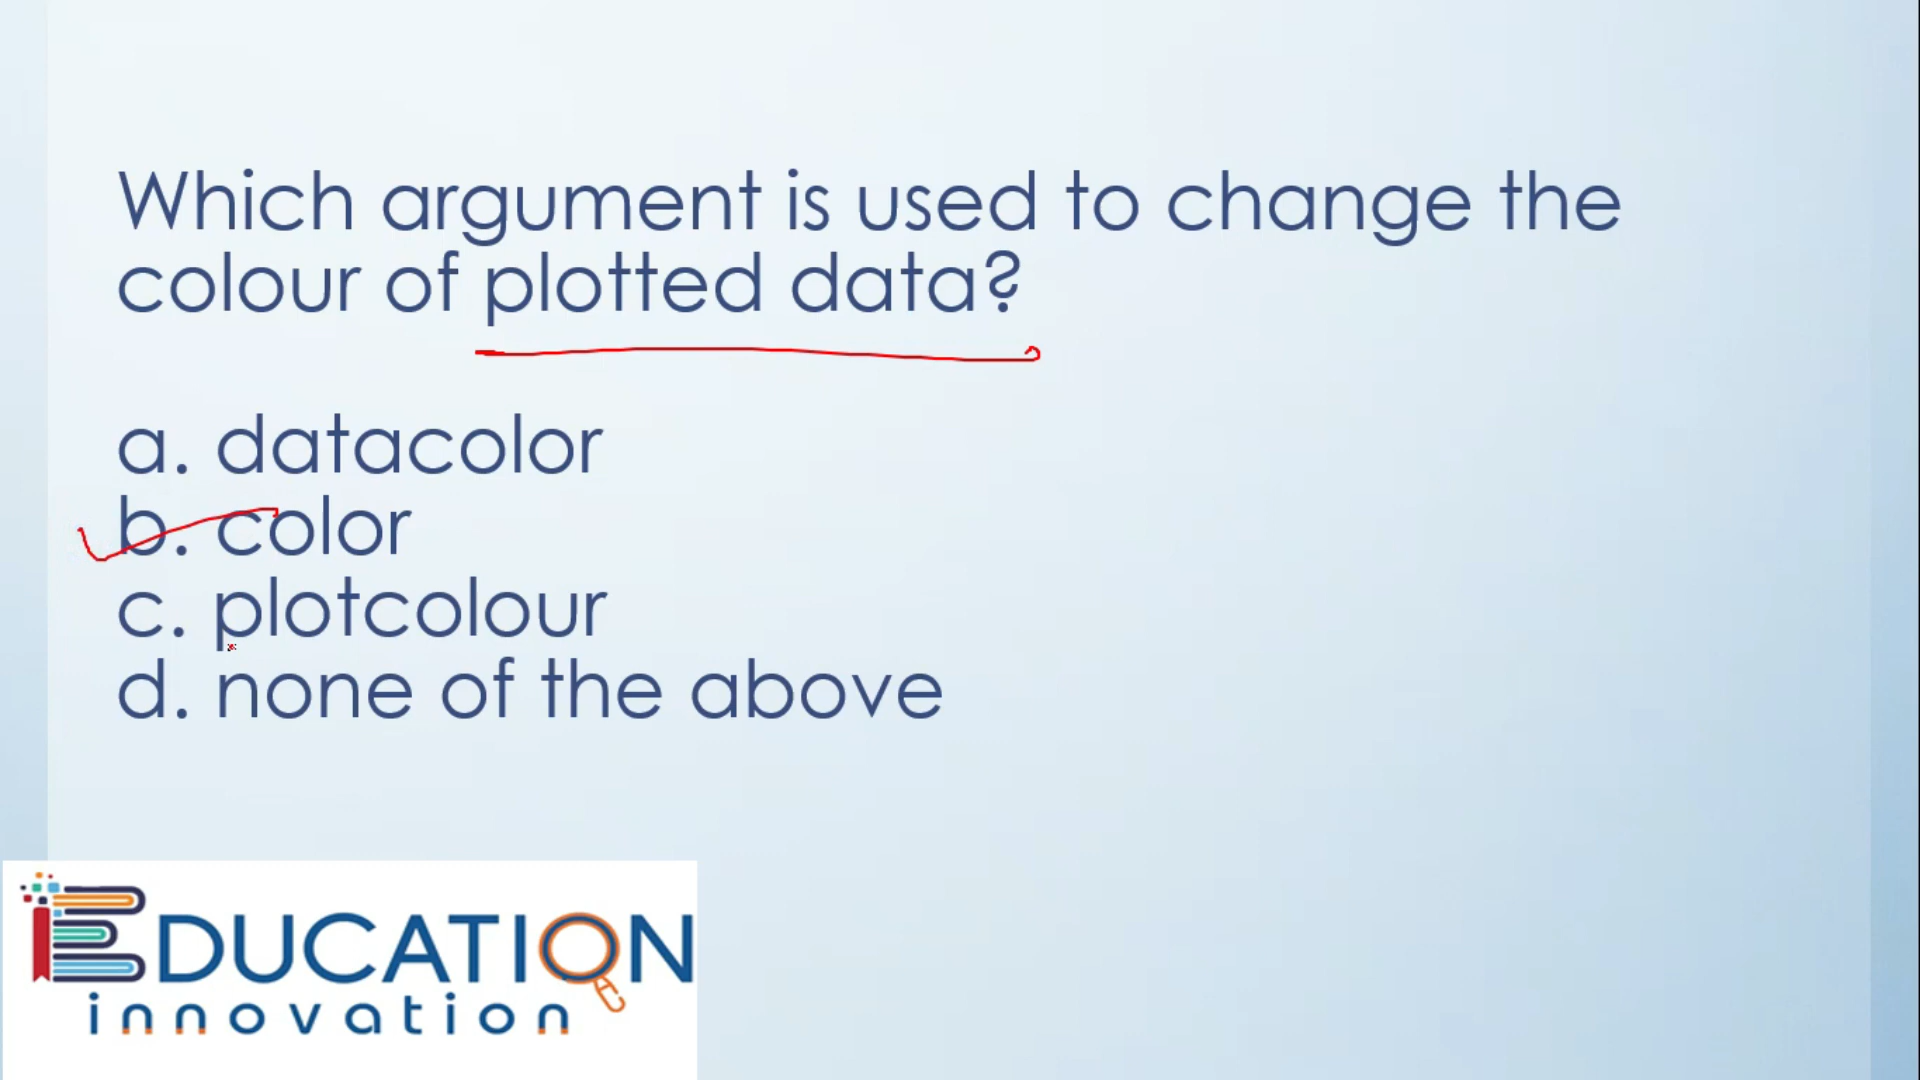 Which argument is used to change the
colour of plotted data?
a. datacolor
b. color
c. plotcolour
d. none of the above
EDUCATION
innovation